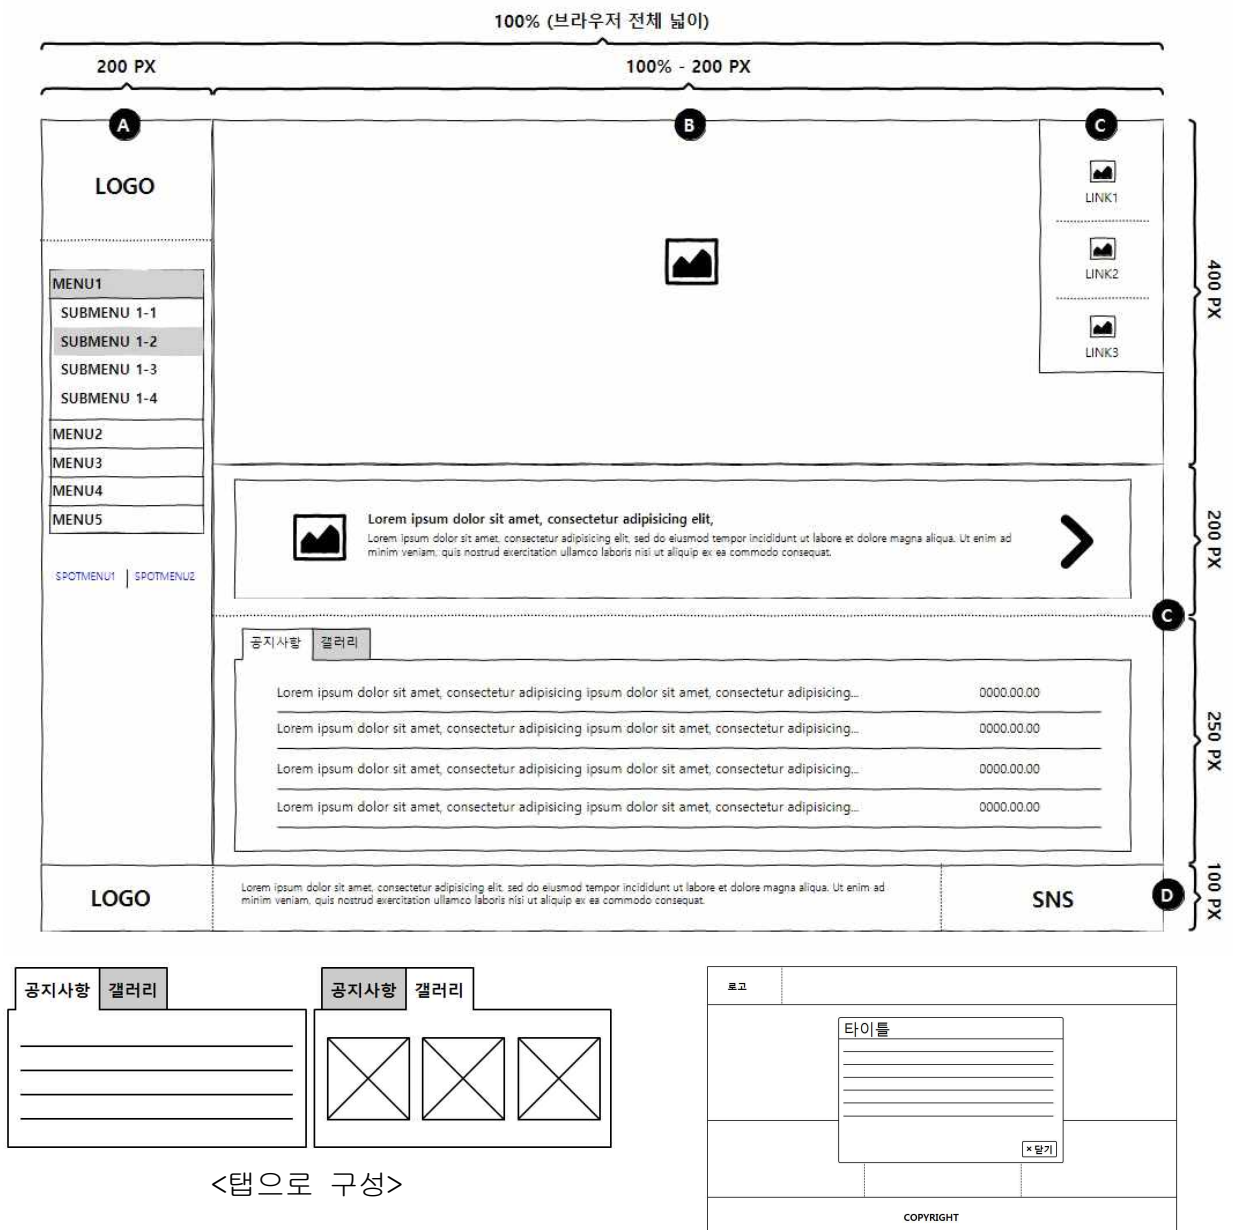 100% (브라우저 전체 넓이)
200 PX
100% - 200 PX
A
B
C
LOGO
LINK1
LINK2
LINK3
400 PX
MENU1
SUBMENU 1-1
SUBMENU 1-2
SUBMENU 1-3
SUBMENU 1-4
MENU2
MENU3
MENU4
MENU5
SPOTMENU1
SPOTMENU2
Lorem ipsum dolor sit amet, consectetur adipisicing elit,
Lorem ipsum dolor sit amet, consectetur adipisicing elit, sed do eiusmod tempor incididunt ut labore et dolore magna aliqua. Ut enim ad
minim veniam, quis nostrud exercitation ullamco laboris nisi ut aliquip ex ea commodo consequat.
200 PX
C
공지사항
갤러리
Lorem ipsum dolor sit amet, consectetur adipisicing ipsum dolor sit amet, consectetur adipisicing... 0000.00.00
Lorem ipsum dolor sit amet, consectetur adipisicing ipsum dolor sit amet, consectetur adipisicing... 0000.00.00
Lorem ipsum dolor sit amet, consectetur adipisicing ipsum dolor sit amet, consectetur adipisicing... 0000.00.00
Lorem ipsum dolor sit amet, consectetur adipisicing ipsum dolor sit amet, consectetur adipisicing... 0000.00.00
250 PX
LOGO
Lorem ipsum dolor sit amet, consectetur adipisicing elit, sed do eiusmod tempor incididunt ut labore et dolore magna aliqua. Ut enim ad
minim veniam, quis nostrud exercitation ullamco laboris nisi ut aliquip ex ea commodo consequat.
SNS
D
100 PX
공지사항
갤러리
공지사항
갤러리
<탭으로 구성>
로고
타이틀
× 닫기
COPYRIGHT